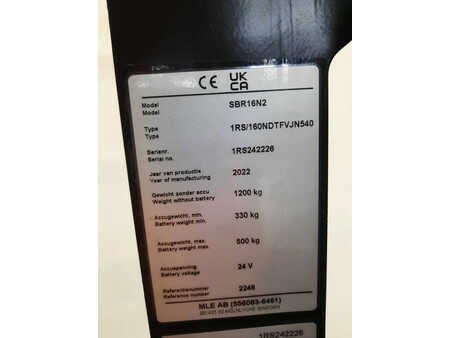 CE UK CA
Model SBR16N2
Model
Type 1RS/160NDTFVJN540
Type
Serienr. 1RS242226
Serial no.
Jaar van productie 2022
Year of manufacturing
Gewicht zonder accu 1200 kg
Weight without battery
Accugewicht, min. 330 kg
Battery weight min.
Accugewicht, max. 500 kg
Battery weight max.
Accuspanning 24 V
Battery voltage
Referentienummer 2248
Reference number
MLE AB (556083-6461)
1RS242226